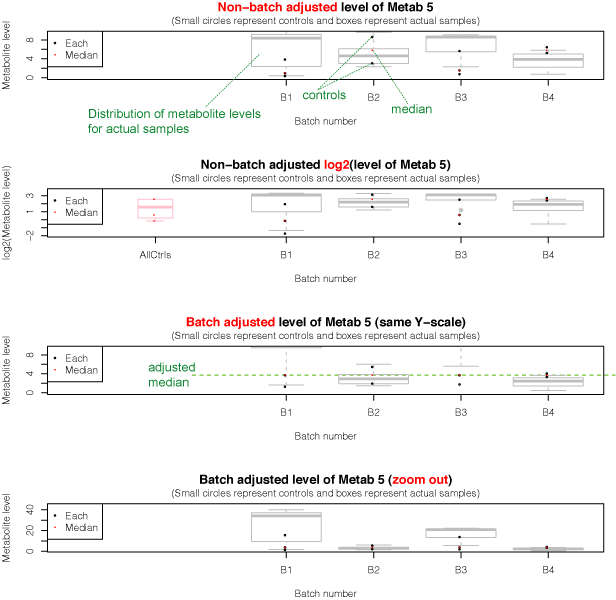 Non−batch adjusted level of Metab 5
(Small circles represent controls and boxes represent actual samples)
Metabolite level
8
4
0
Each
Median
controls
median
Distribution of metabolite levels
for actual samples
B1
B2
B3
B4
Batch number
Non−batch adjusted log2(level of Metab 5)
(Small circles represent controls and boxes represent actual samples)
log2(Metabolite level)
3
1
−2
Each
Median
AllCtrls
B1
B2
B3
B4
Batch number
Batch adjusted level of Metab 5 (same Y−scale)
(Small circles represent controls and boxes represent actual samples)
Metabolite level
8
4
0
Each
Median
adjusted
median
B1
B2
B3
B4
Batch number
Batch adjusted level of Metab 5 (zoom out)
(Small circles represent controls and boxes represent actual samples)
Metabolite level
40
20
0
Each
Median
B1
B2
B3
B4
Batch number